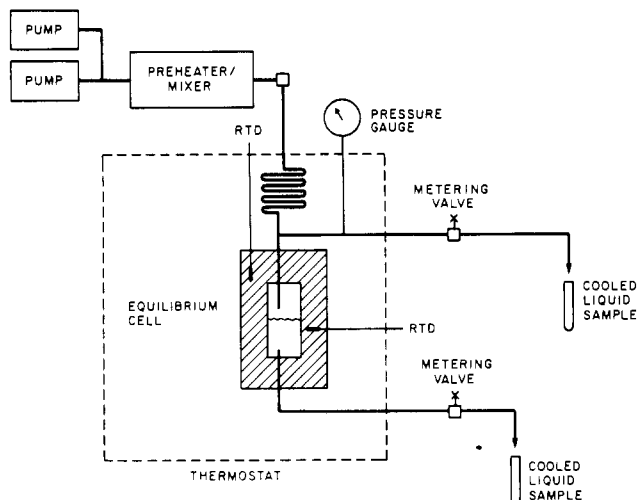 PUMP
PUMP
PREHEATER/
MIXER
RTD
PRESSURE
GAUGE
METERING
VALVE
COOLED
LIQUID
SAMPLE
EQUILIBRIUM
CELL
RTD
METERING
VALVE
COOLED
LIQUID
SAMPLE
THERMOSTAT